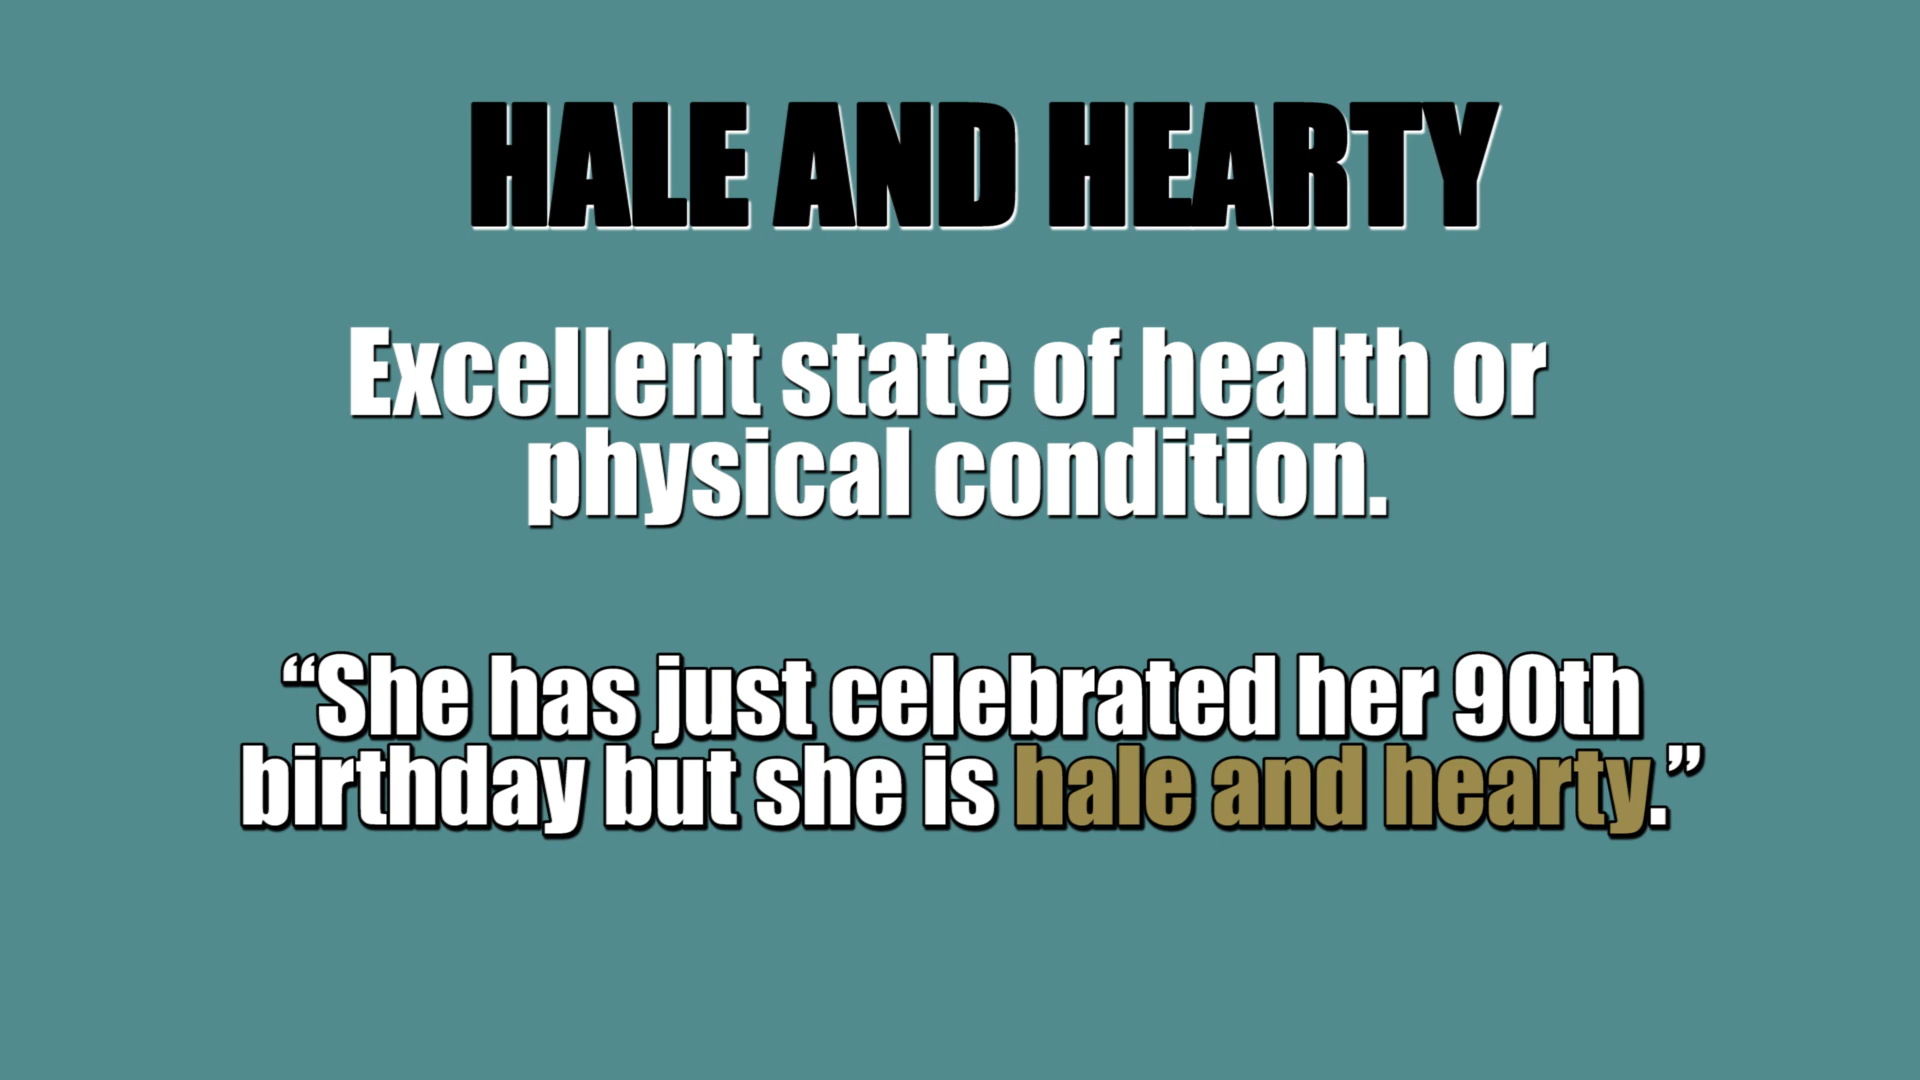 HALE AND HEARTY
Excellent state of health or
physical condition.
“She has just celebrated her 90th
birthday but she is hale and hearty.”